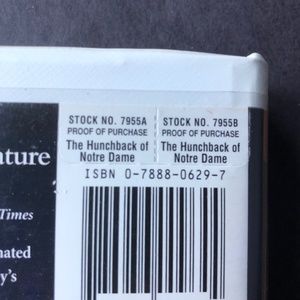 STOCK NO. 7955A
PROOF OF PURCHASE
The Hunchback of
Notre Dame
STOCK NO. 7955B
PROOF OF PURCHASE
The Hunchback of
Notre Dame
ISBN 0-7888-0629-7
ature
Times
nated
y's